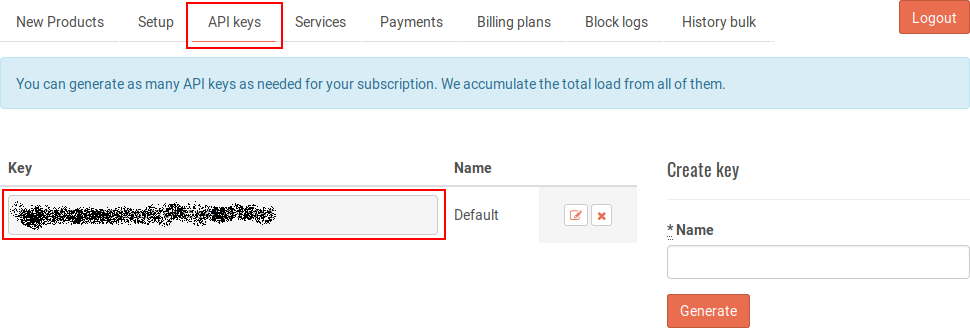 New Products Setup API keys Services Payments Billing plans Block logs History bulk Logout
You can generate as many API keys as needed for your subscription. We accumulate the total load from all of them.
Key Name
Default
Create key
* Name
Generate